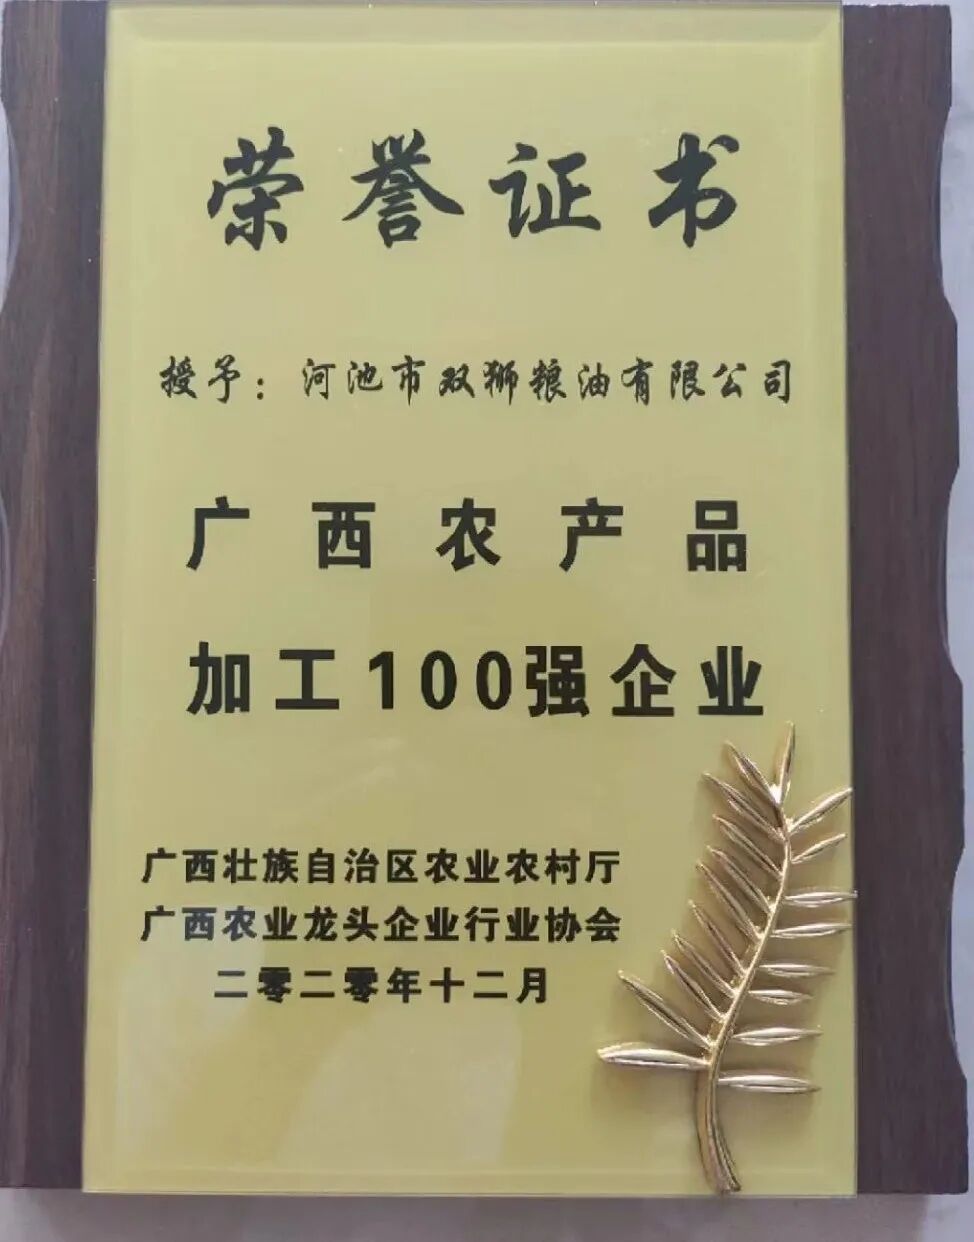 荣誉证书
授予：河池市双狮粮油有限公司
广西农产品
加工100强企业
广西壮族自治区农业农村厅
广西农业龙头企业行业协会
二零二零年十二月